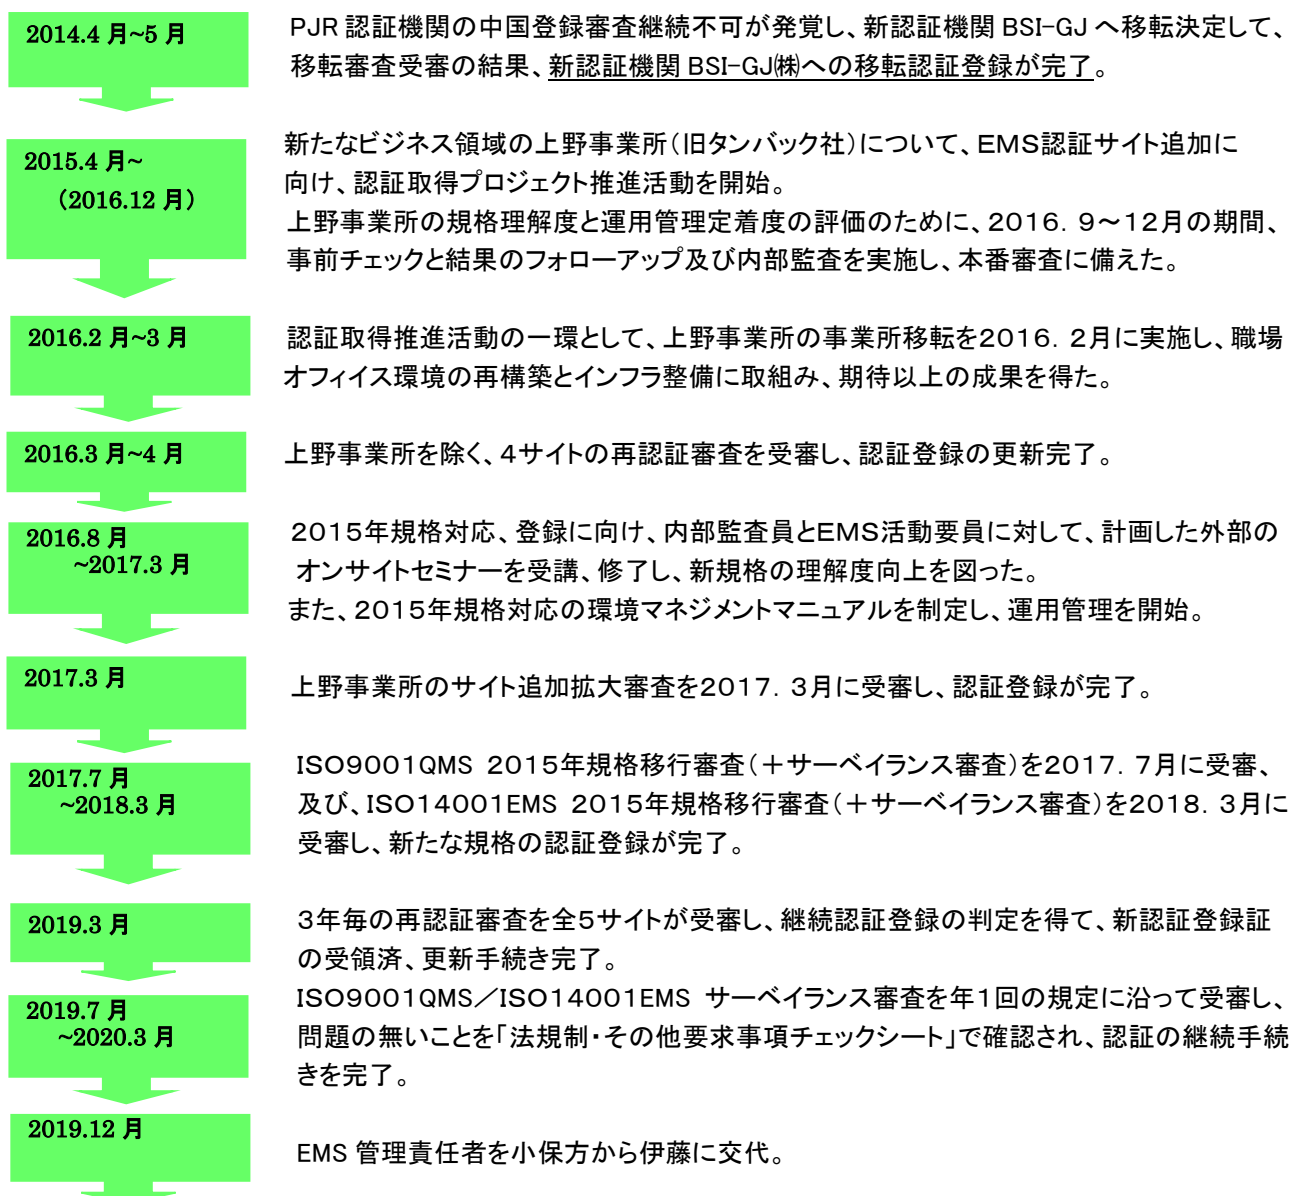 2014.4 月~5 月
PJR 認証機関の中国登録審査継続不可が発覚し、新認証機関 BSI-GJ へ移転決定して、
移転審査受審の結果、新認証機関 BSI-GJ㈱への移転認証登録が完了。
2015.4 月~
（2016.12 月）
新たなビジネス領域の上野事業所（旧タンバック社）について、ＥＭＳ認証サイト追加に
向け、認証取得プロジェクト推進活動を開始。
上野事業所の規格理解度と運用管理定着度の評価のために、２０１６．９～１２月の期間、
事前チェックと結果のフォローアップ及び内部監査を実施し、本番審査に備えた。
2016.2 月~3 月
認証取得推進活動の一環として、上野事業所の事業所移転を２０１６．２月に実施し、職場
オフィイス環境の再構築とインフラ整備に取組み、期待以上の成果を得た。
2016.3 月~4 月
上野事業所を除く、４サイトの再認証審査を受審し、認証登録の更新完了。
2016.8 月
~2017.3 月
２０１５年規格対応、登録に向け、内部監査員とＥＭＳ活動要員に対して、計画した外部の
オンサイトセミナーを受講、修了し、新規格の理解度向上を図った。
また、２０１５年規格対応の環境マネジメントマニュアルを制定し、運用管理を開始。
2017.3 月
上野事業所のサイト追加拡大審査を２０１７．３月に受審し、認証登録が完了。
2017.7 月
~2018.3 月
ＩＳＯ９００１QMS ２０１５年規格移行審査（＋サーベイランス審査）を２０１７．７月に受審、
及び、ＩＳＯ１４００１EMS ２０１５年規格移行審査（＋サーベイランス審査）を２０１８．３月に
受審し、新たな規格の認証登録が完了。
2019.3 月
３年毎の再認証審査を全５サイトが受審し、継続認証登録の判定を得て、新認証登録証
の受領済、更新手続き完了。
2019.7 月
~2020.3 月
ＩＳＯ９００１QMS／ＩＳＯ１４００１EMS サーベイランス審査を年１回の規定に沿って受審し、
問題の無いことを「法規制・その他要求事項チェックシート」で確認され、認証の継続手続
きを完了。
2019.12 月
EMS 管理責任者を小保方から伊藤に交代。